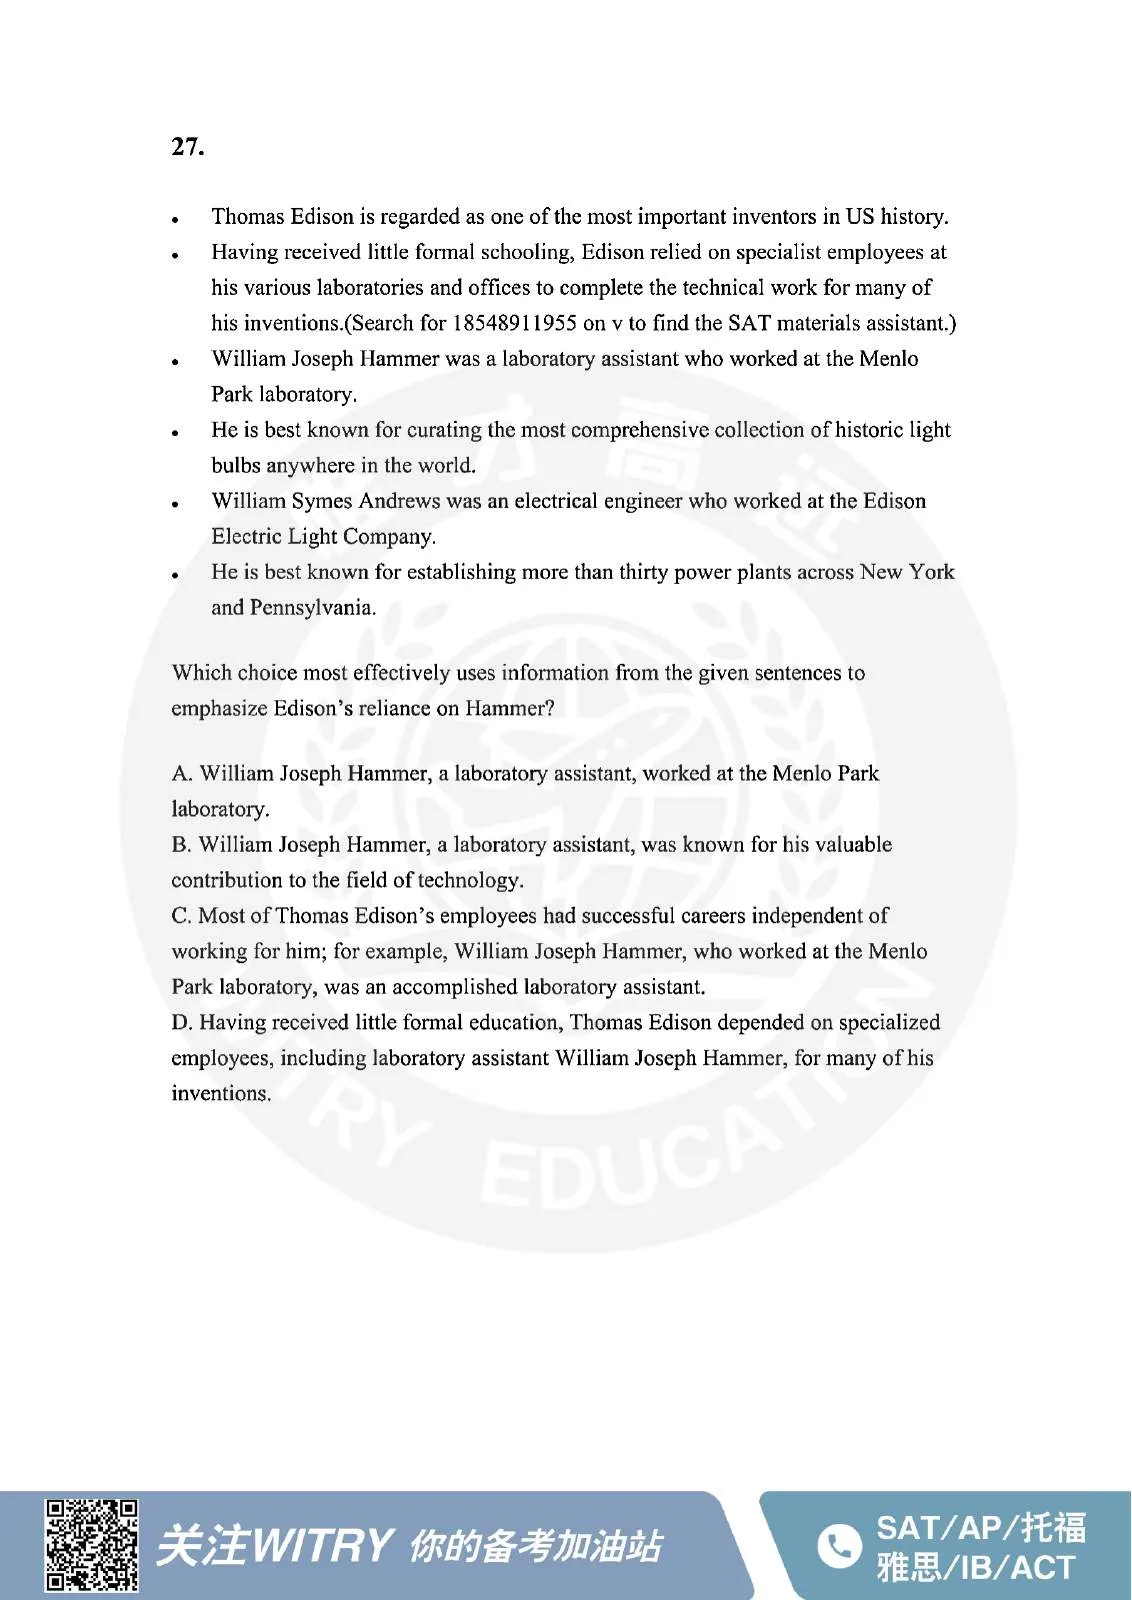 27.
• Thomas Edison is regarded as one of the most important inventors in US history.
• Having received little formal schooling, Edison relied on specialist employees at
his various laboratories and offices to complete the technical work for many of
his inventions.(Search for 18548911955 on v to find the SAT materials assistant.)
• William Joseph Hammer was a laboratory assistant who worked at the Menlo
Park laboratory.
• He is best known for curating the most comprehensive collection of historic light
bulbs anywhere in the world.
• William Symes Andrews was an electrical engineer who worked at the Edison
Electric Light Company.
• He is best known for establishing more than thirty power plants across New York
and Pennsylvania.
Which choice most effectively uses information from the given sentences to
emphasize Edison’s reliance on Hammer?
A. William Joseph Hammer, a laboratory assistant, worked at the Menlo Park
laboratory.
B. William Joseph Hammer, a laboratory assistant, was known for his valuable
contribution to the field of technology.
C. Most of Thomas Edison’s employees had successful careers independent of
working for him; for example, William Joseph Hammer, who worked at the Menlo
Park laboratory, was an accomplished laboratory assistant.
D. Having received little formal education, Thomas Edison depended on specialized
employees, including laboratory assistant William Joseph Hammer, for many of his
inventions.
EDUCATION
关注WITRY 你的备考加油站
SAT/AP/托福
雅思/IB/ACT